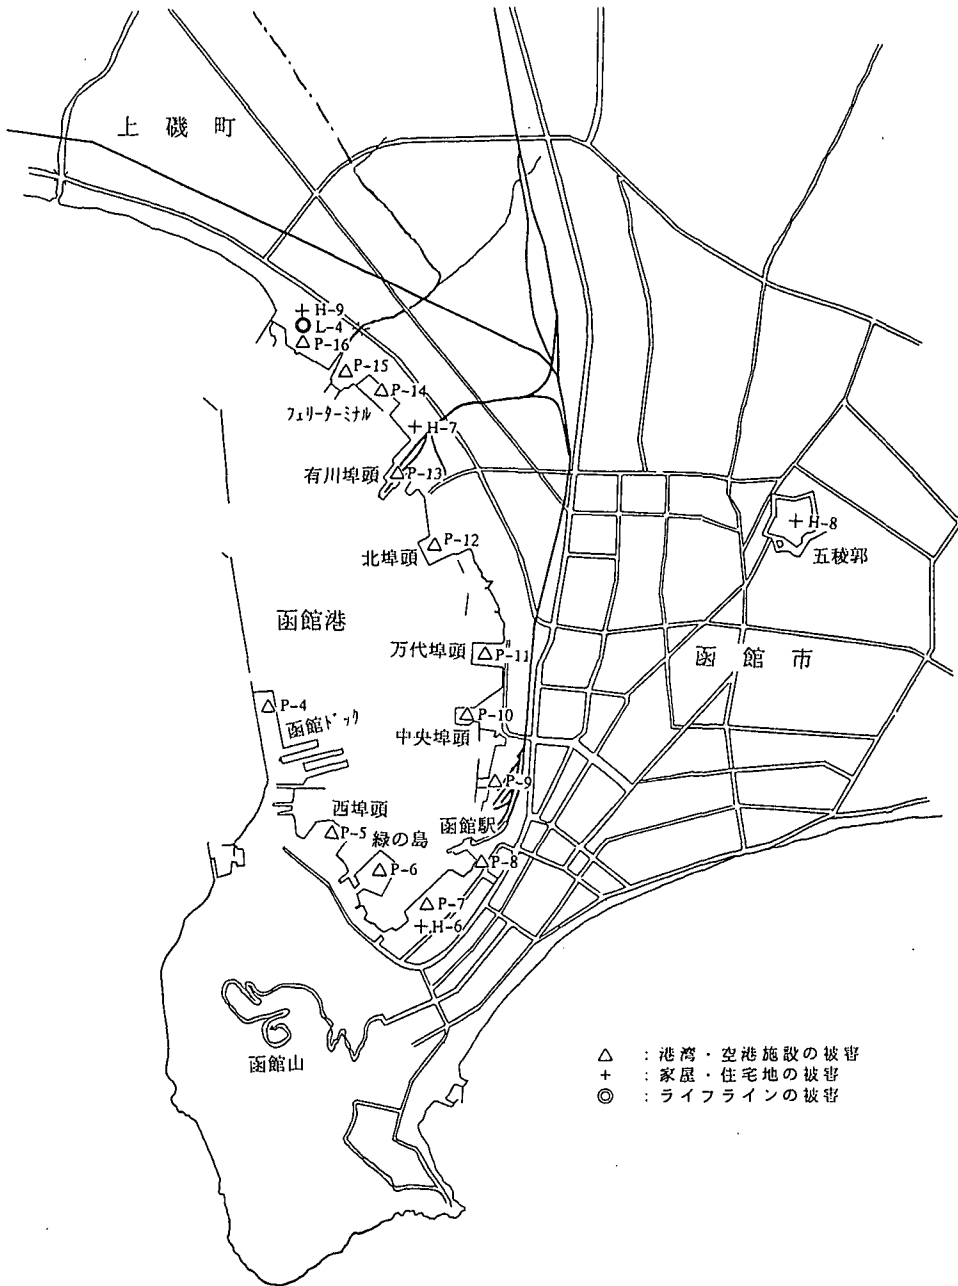 上磯町
H-9
L-4
P-16
P-15
P-14
フェリーターミナル
H-7
有川埠頭
P-13
H-8
五稜郭
P-12
北埠頭
函館港
万代埠頭
P-11
函館市
P-4
函館ドック
P-10
中央埠頭
P-9
西埠頭
函館駅
P-5
緑の島
P-6
P-8
P-7
H-6
函館山
△ : 港湾・空港施設の被害
+ : 家屋・住宅地の被害
◎ : ライフラインの被害